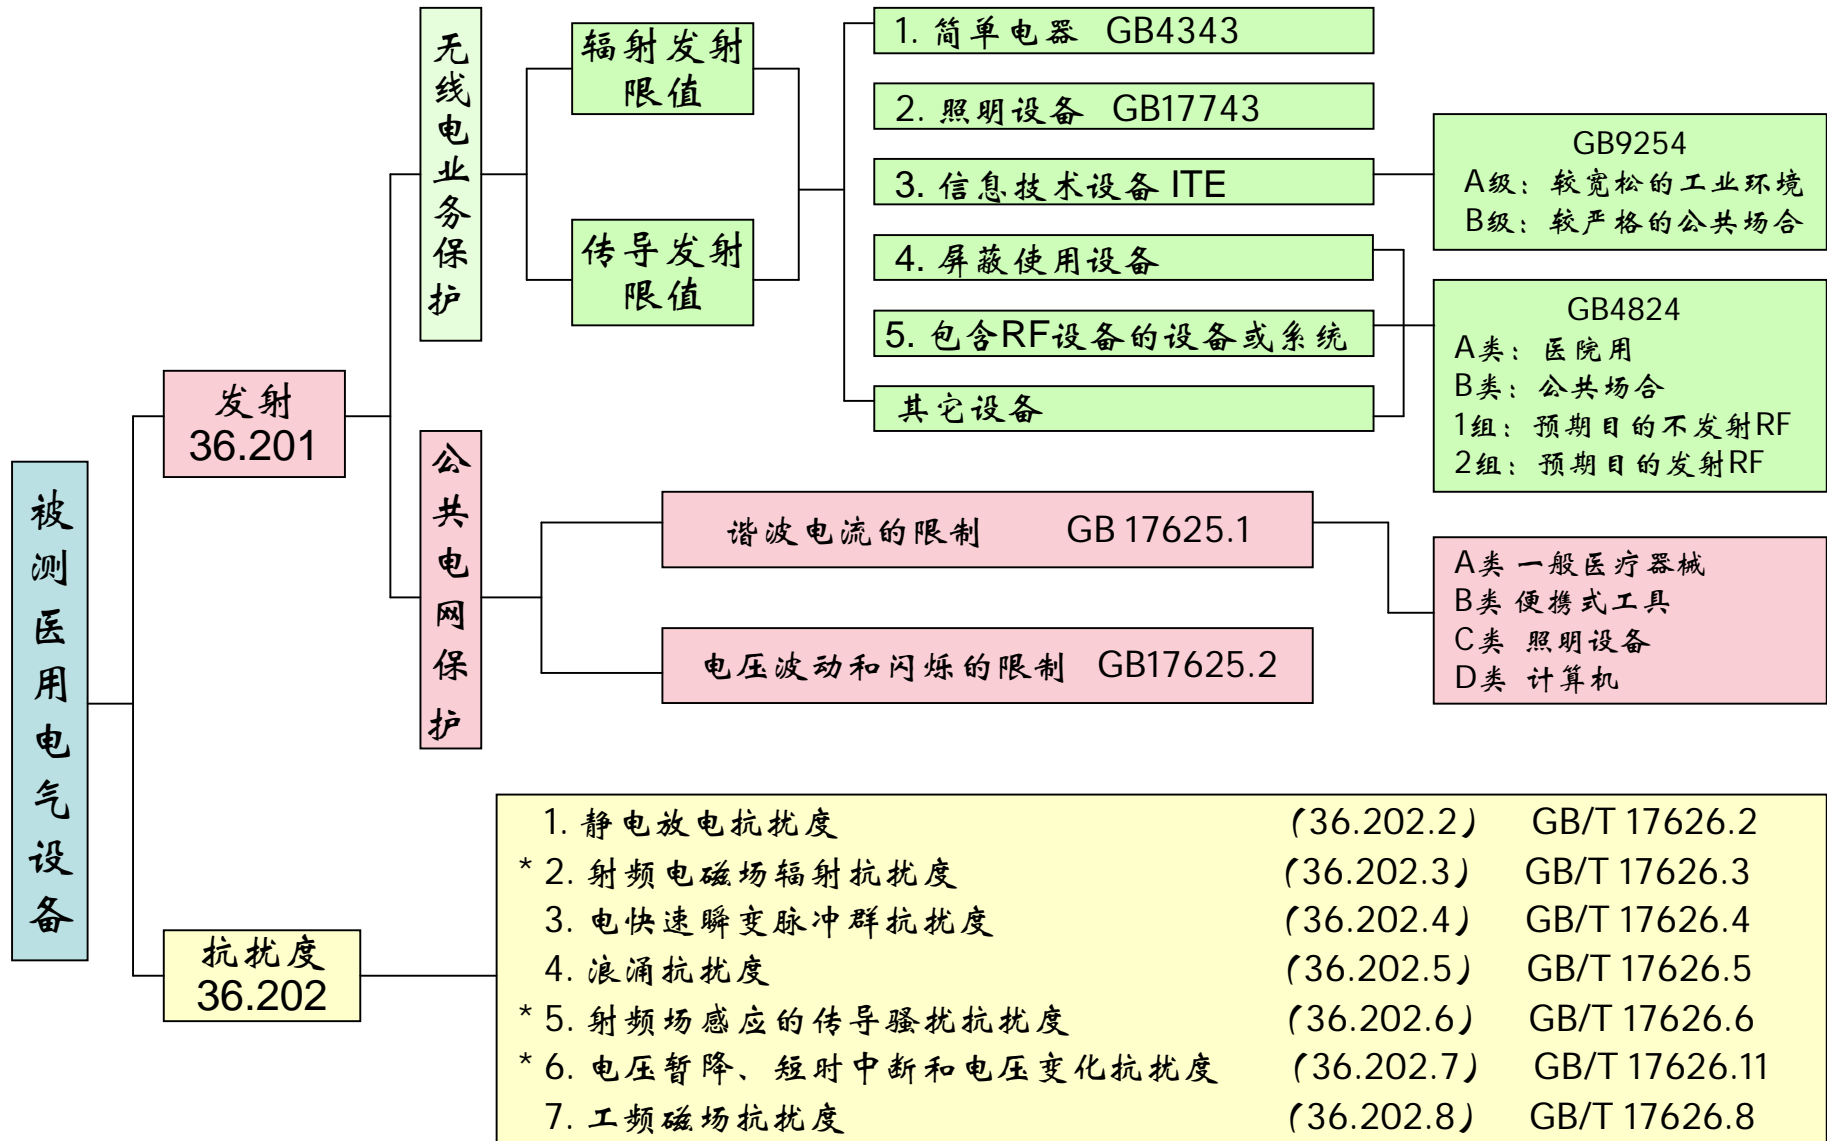 被测医用电气设备
发射
36.201
抗扰度
36.202
无线电业务保护
公共电网保护
辐射发射
限值
传导发射
限值
1. 简单电器 GB4343
2. 照明设备 GB17743
3. 信息技术设备 ITE
4. 屏蔽使用设备
5. 包含RF设备的设备或系统
其它设备
GB9254
A级：较宽松的工业环境
B级：较严格的公共场合
GB4824
A类：医院用
B类：公共场合
1组：预期目的不发射RF
2组：预期目的发射RF
谐波电流的限制 GB 17625.1
电压波动和闪烁的限制 GB17625.2
A类 一般医疗器械
B类 便携式工具
C类 照明设备
D类 计算机
1. 静电放电抗扰度 (36.202.2) GB/T 17626.2
* 2. 射频电磁场辐射抗扰度 (36.202.3) GB/T 17626.3
3. 电快速瞬变脉冲群抗扰度 (36.202.4) GB/T 17626.4
4. 浪涌抗扰度 (36.202.5) GB/T 17626.5
* 5. 射频场感应的传导骚扰抗扰度 (36.202.6) GB/T 17626.6
* 6. 电压暂降、短时中断和电压变化抗扰度 (36.202.7) GB/T 17626.11
7. 工频磁场抗扰度 (36.202.8) GB/T 17626.8